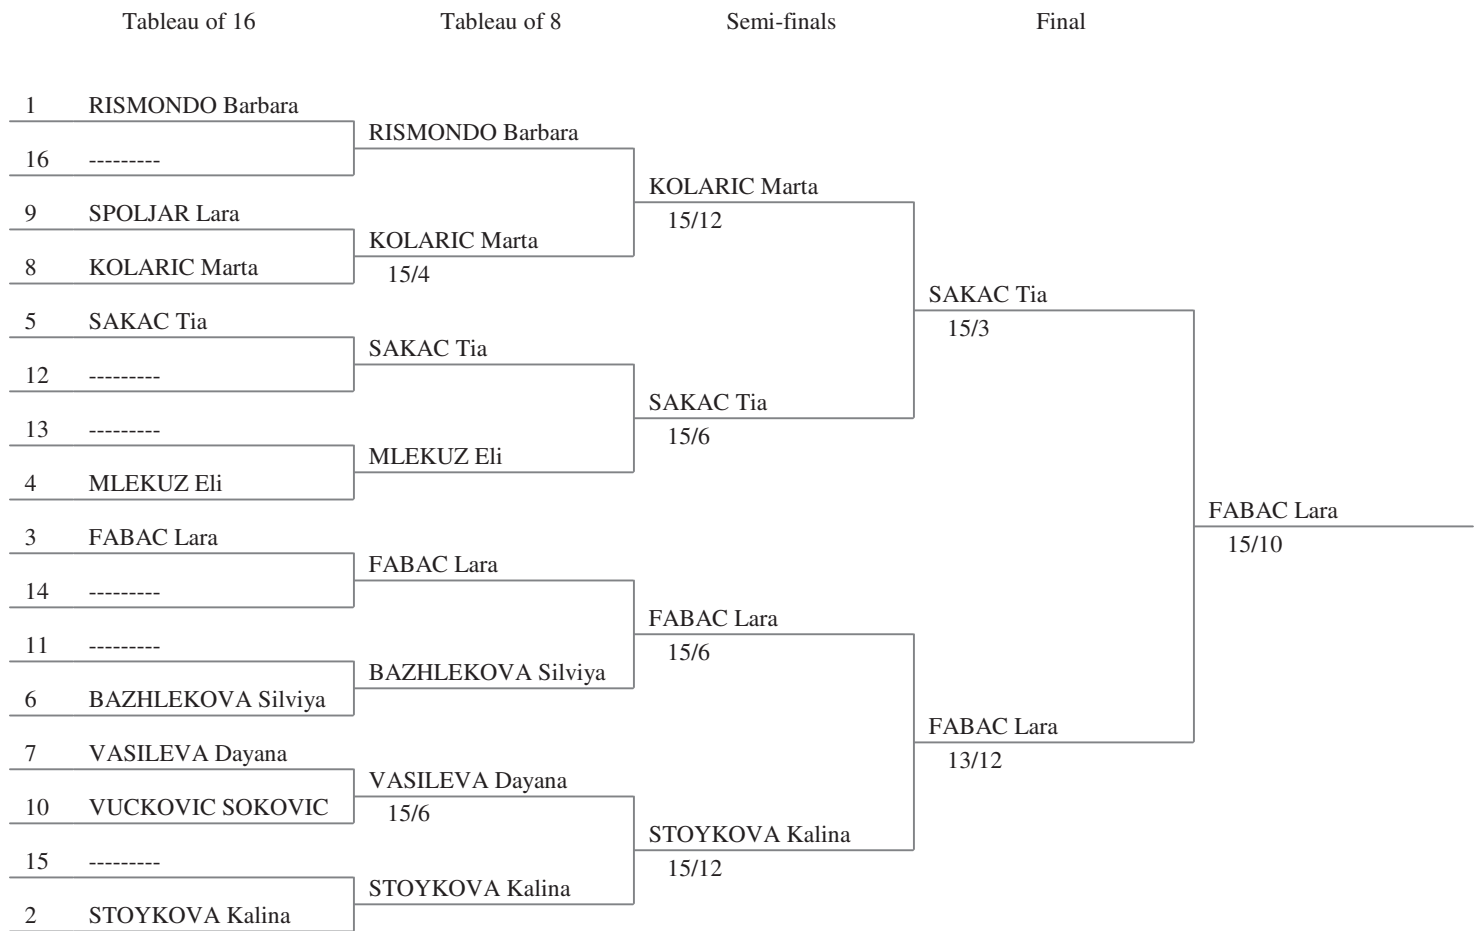 Tableau of 16 Tableau of 8 Semi-finals Final
1 RISMONDO Barbara
RISMONDO Barbara
16 ---------
KOLARIC Marta
15/12
9 SPOLJAR Lara
KOLARIC Marta
8 KOLARIC Marta
15/4
SAKAC Tia
15/3
5 SAKAC Tia
SAKAC Tia
12 ---------
SAKAC Tia
15/6
13 ---------
MLEKUZ Eli
4 MLEKUZ Eli
FABAC Lara
15/10
3 FABAC Lara
FABAC Lara
14 ---------
FABAC Lara
15/6
11 ---------
BAZHLEKOVA Silviya
6 BAZHLEKOVA Silviya
FABAC Lara
13/12
7 VASILEVA Dayana
VASILEVA Dayana
10 VUCKOVIC SOKOVIC
15/6
STOYKOVA Kalina
15/12
15 ---------
STOYKOVA Kalina
2 STOYKOVA Kalina